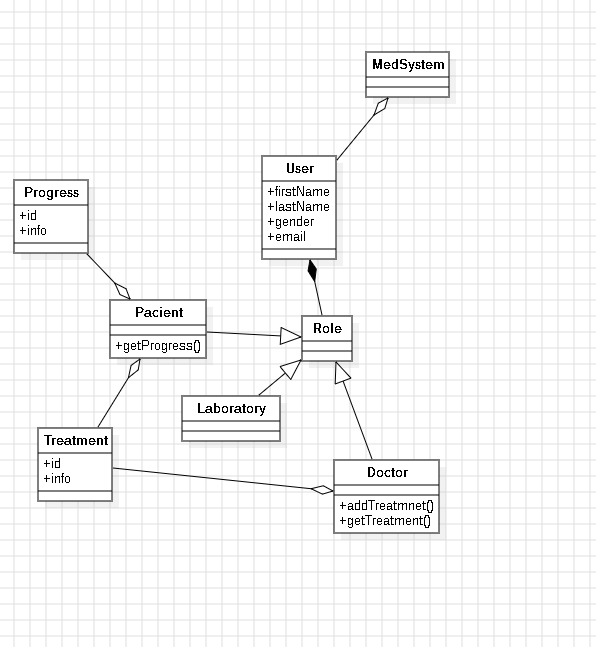 MedSystem
User
+firstName
+lastName
+gender
+email
Progress
+id
+info
Pacient
+getProgress()
Role
Laboratory
Treatment
+id
+info
Doctor
+addTreatmnet()
+getTreatment()